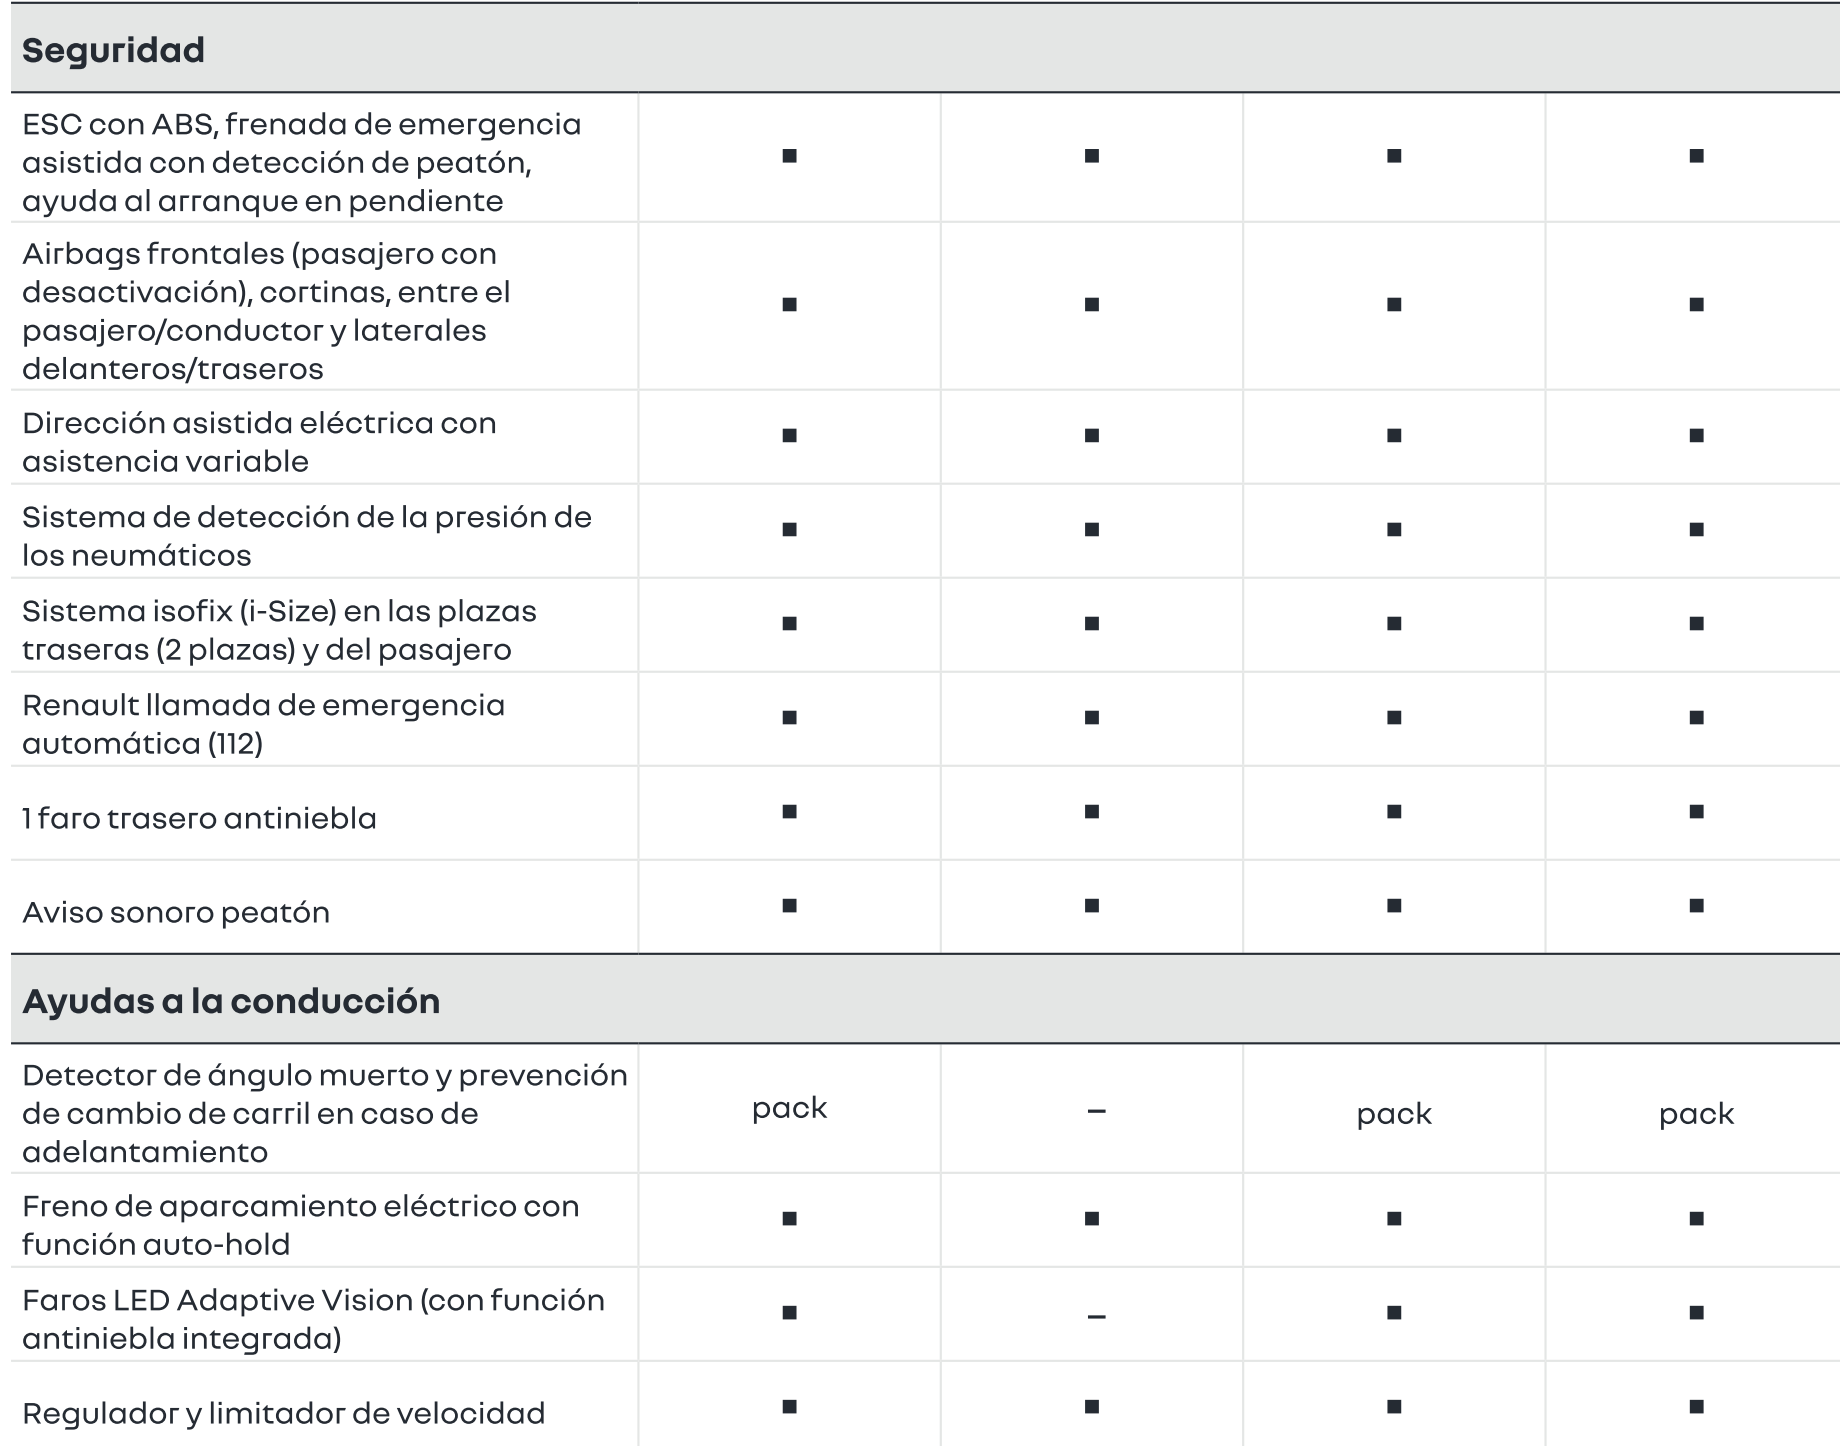 Seguridad
ESC con ABS, frenada de emergencia
asistida con detección de peatón,
ayuda al arranque en pendiente
■ ■ ■ ■
Airbags frontales (pasajero con
desactivación), cortinas, entre el
pasajero/conductor y laterales
delanteros/traseros
■ ■ ■ ■
Dirección asistida eléctrica con
asistencia variable
■ ■ ■ ■
Sistema de detección de la presión de
los neumáticos
■ ■ ■ ■
Sistema isofix (i-Size) en las plazas
traseras (2 plazas) y del pasajero
■ ■ ■ ■
Renault llamada de emergencia
automática (112)
■ ■ ■ ■
1 faro trasero antiniebla ■ ■ ■ ■
Aviso sonoro peatón ■ ■ ■ ■
Ayudas a la conducción
Detector de ángulo muerto y prevención
de cambio de carril en caso de
adelantamiento
pack – pack pack
Freno de aparcamiento eléctrico con
función auto-hold
■ ■ ■ ■
Faros LED Adaptive Vision (con función
antiniebla integrada)
■ – ■ ■
Regulador y limitador de velocidad ■ ■ ■ ■